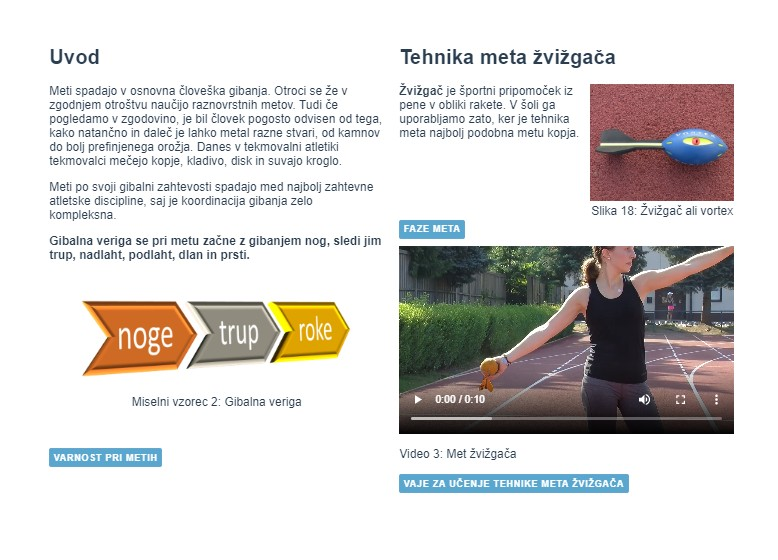 Uvod
Meti spadajo v osnovna človeška gibanja. Otroci se že v
zgodnjem otroštvu naučijo raznovrstnih metov. Tudi če
pogledamo v zgodovino, je bil človek pogosto odvisen od tega,
kako natančno in daleč je lahko metal razne stvari, od kamnov
do bolj prefinjenega orožja. Danes v tekmovalni atletiki
tekmovalci mečejo kopje, kladivo, disk in suvajo kroglo.
Meti po svoji gibalni zahtevosti spadajo med najbolj zahtevne
atletske discipline, saj je koordinacija gibanja zelo
kompleksna.
Gibalna veriga se pri metu začne z gibanjem nog, sledi jim
trup, nadlaht, podlaht, dlan in prsti.
noge trup roke
Miselni vzorec 2: Gibalna veriga
VARNOST PRI METIH
Tehnika meta žvižgača
Žvižgač je športni pripomoček iz
pene v obliki rakete. V šoli ga
uporabljamo zato, ker je tehnika
meta najbolj podobna metu kopja.
Slika 18: Žvižgač ali vortex
FAZE META
0:00 / 0:10
Video 3: Met žvižgača
VAJE ZA UČENJE TEHNIKE META ŽVIŽGAČA